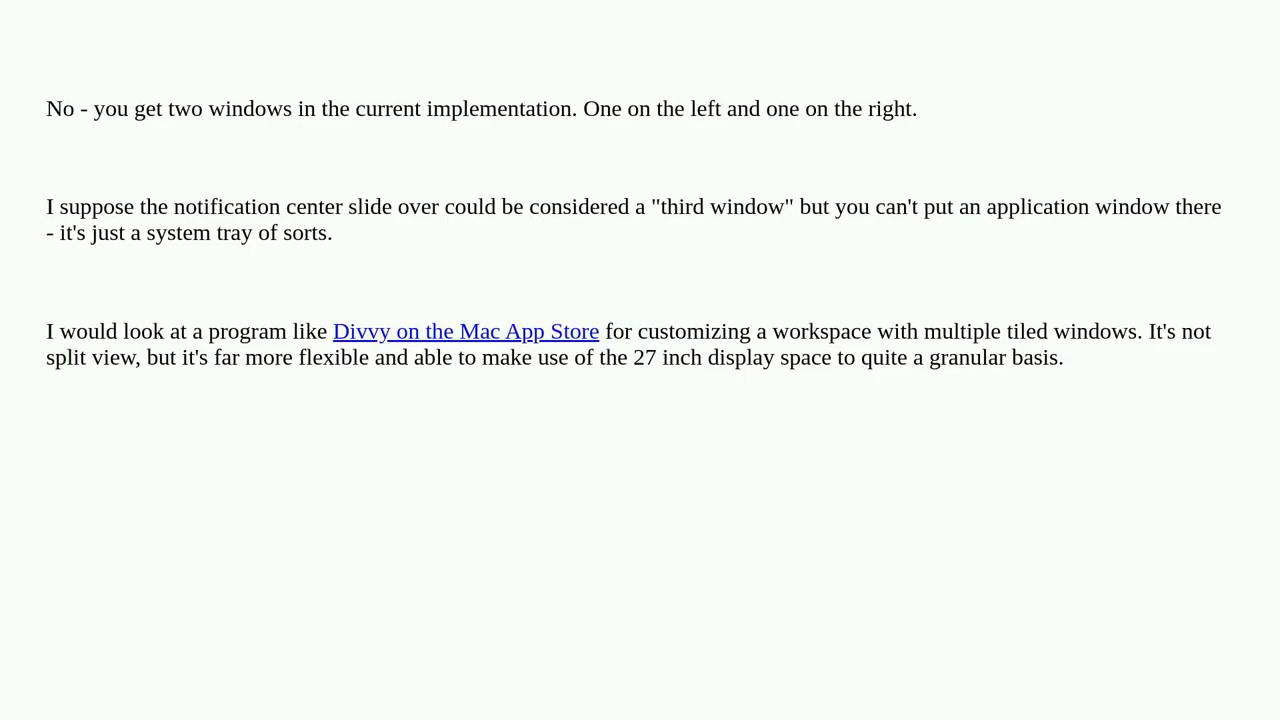 No - you get two windows in the current implementation. One on the left and one on the right.
I suppose the notification center slide over could be considered a "third window" but you can't put an application window there
- it's just a system tray of sorts.
I would look at a program like Divvy on the Mac App Store for customizing a workspace with multiple tiled windows. It's not
split view, but it's far more flexible and able to make use of the 27 inch display space to quite a granular basis.